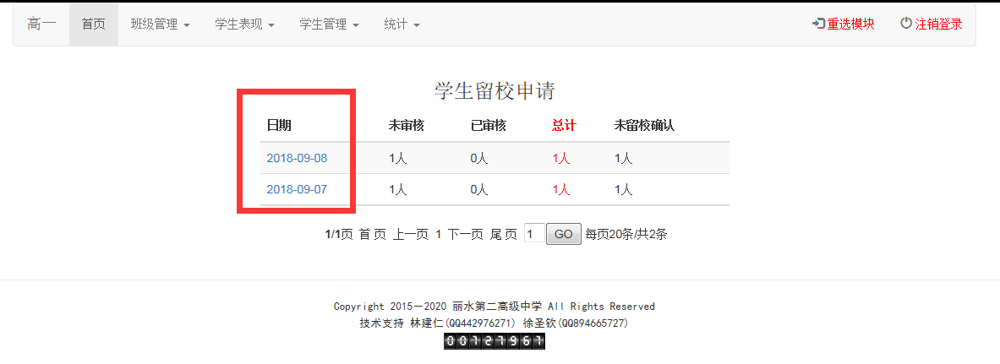 高一 首页 班级管理 学生表现 学生管理 统计 重选模块 注销登录
学生留校申请
日期 未审核 已审核 总计 未留校确认
2018-09-08 1人 0人 1人 1人
2018-09-07 1人 0人 1人 1人
1/1页 首 页 上一页 1 下一页 尾 页 1 GO 每页20条/共2条
Copyright 2015－2020 丽水第二高级中学 All Rights Reserved
技术支持 林建仁(QQ442976271) 徐圣钦(QQ894665727)
00727967